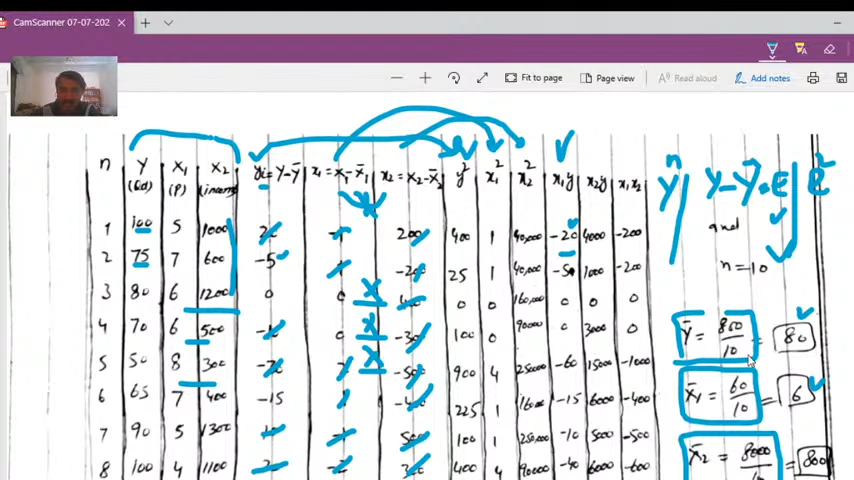 CamScanner 07-07-202
Fit to page
Page view
Read aloud
Add notes
n Y X1 X2 yi=Y-Ȳ x1=X1-X̄1 x2=X2-X̄2 y² x1² x2² x1y x2y x1x2
(Qd) (P) (income)
1 100 5 1000 20 -1 200 400 1 40,000 -20 4000 -200
2 75 7 600 -5 1 -200 25 1 40,000 -5 1000 -200
3 80 6 1200 0 0 400 0 0 160,000 0 0 0
4 70 6 500 -10 0 -300 100 0 90000 0 3000 0
5 50 8 300 -30 2 -500 900 4 250000 -60 15000 -1000
6 65 7 400 -15 1 -400 225 1 16000 -15 6000 -400
7 90 5 1300 10 -1 500 100 1 250,000 -10 5000 -500
8 100 4 1100 20 -2 300 400 4 90000 -40 6000 -600
Y-Ȳ=E e²
and
n=10
Ȳ = 800/10 = 80
X̄1 = 60/10 = 6
X̄2 = 8000/10 = 800